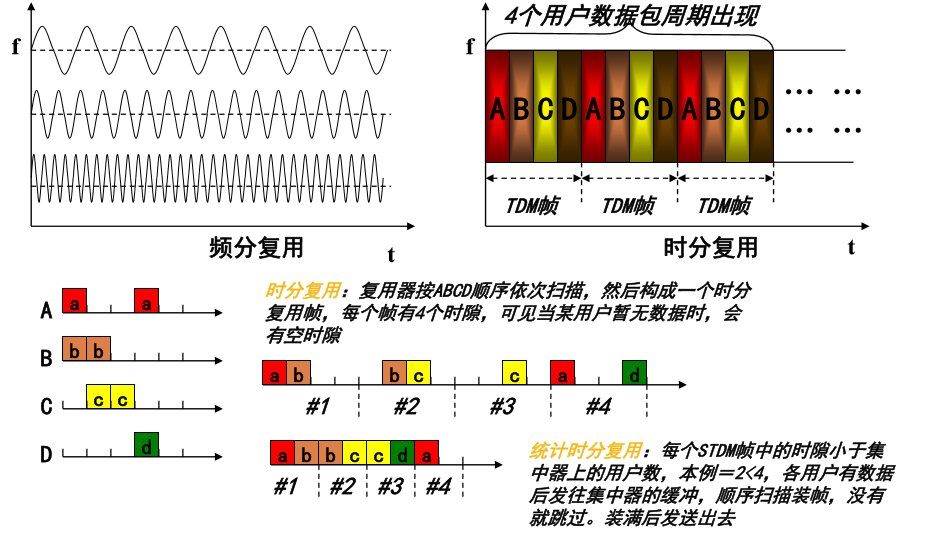 4个用户数据包周期出现
f
f
A B C D A B C D A B C D
... ...
... ...
TDM帧 TDM帧 TDM帧
频分复用
t
时分复用
t
A a a
时分复用：复用器按ABCD顺序依次扫描，然后构成一个时分
复用帧，每个帧有4个时隙，可见当某用户暂无数据时，会
有空时隙
B b b
C c c
D d
a b b c c a d
#1 #2 #3 #4
a b b c c d a
#1 #2 #3 #4
统计时分复用：每个STDM帧中的时隙小于集
中器上的用户数，本例＝2<4，各用户有数据
后发往集中器的缓冲，顺序扫描装帧，没有
就跳过。装满后发送出去